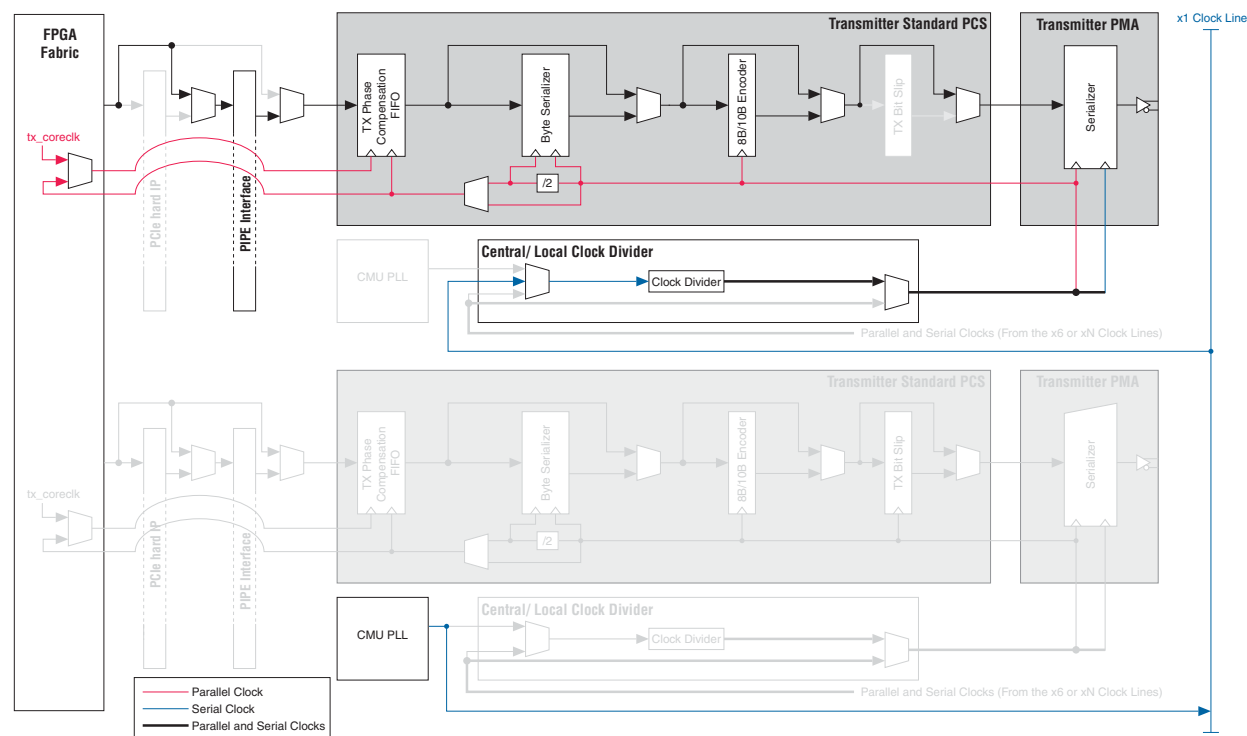 FPGA
Fabric
Transmitter Standard PCS
Transmitter PMA
x1 Clock Line
tx_coreclk
PCIe hard IP
PIPE Interface
TX Phase
Compensation
FIFO
Byte Serializer
/2
8B/10B Encoder
TX Bit Slip
Serializer
CMU PLL
Central/ Local Clock Divider
Clock Divider
Parallel and Serial Clocks (From the x6 or xN Clock Lines)
Transmitter Standard PCS
Transmitter PMA
tx_coreclk
PCIe hard IP
PIPE Interface
TX Phase
Compensation
FIFO
Byte Serializer
/2
8B/10B Encoder
TX Bit Slip
Serializer
CMU PLL
Central/ Local Clock Divider
Clock Divider
Parallel and Serial Clocks (From the x6 or xN Clock Lines)
Parallel Clock
Serial Clock
Parallel and Serial Clocks